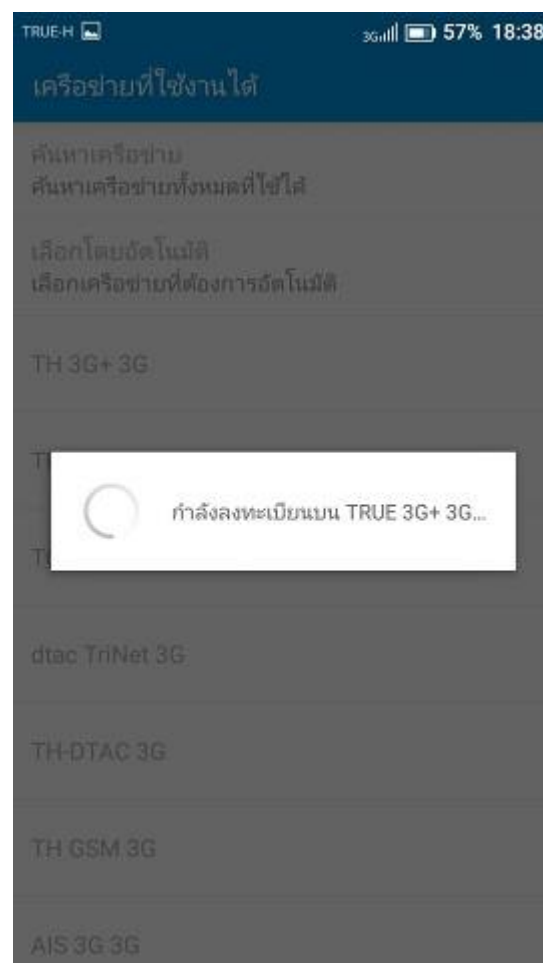 TRUE-H 3G 57% 18:38
เครือข่ายที่ใช้งานได้
ค้นหาเครือข่าย
ค้นหาเครือข่ายทั้งหมดที่ใช้ได้
เลือกโดยอัตโนมัติ
เลือกเครือข่ายที่ต้องการอัตโนมัติ
TH 3G+ 3G
กำลังลงทะเบียนบน TRUE 3G+ 3G...
dtac TriNet 3G
TH-DTAC 3G
TH GSM 3G
AIS 3G 3G